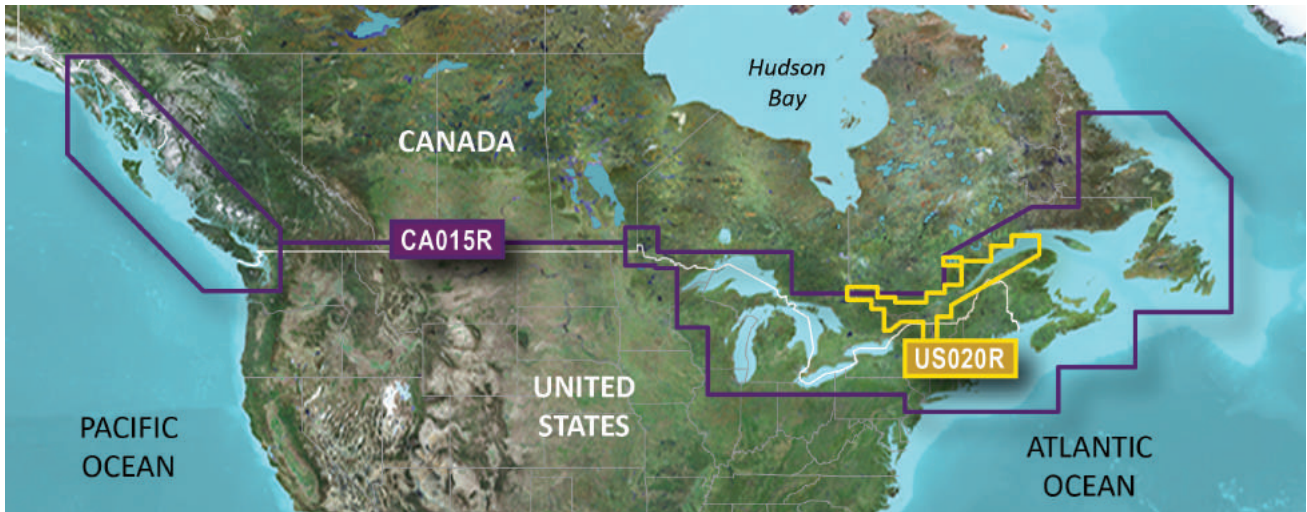 Hudson
Bay
CANADA
CA015R
US020R
UNITED
STATES
PACIFIC
OCEAN
ATLANTIC
OCEAN